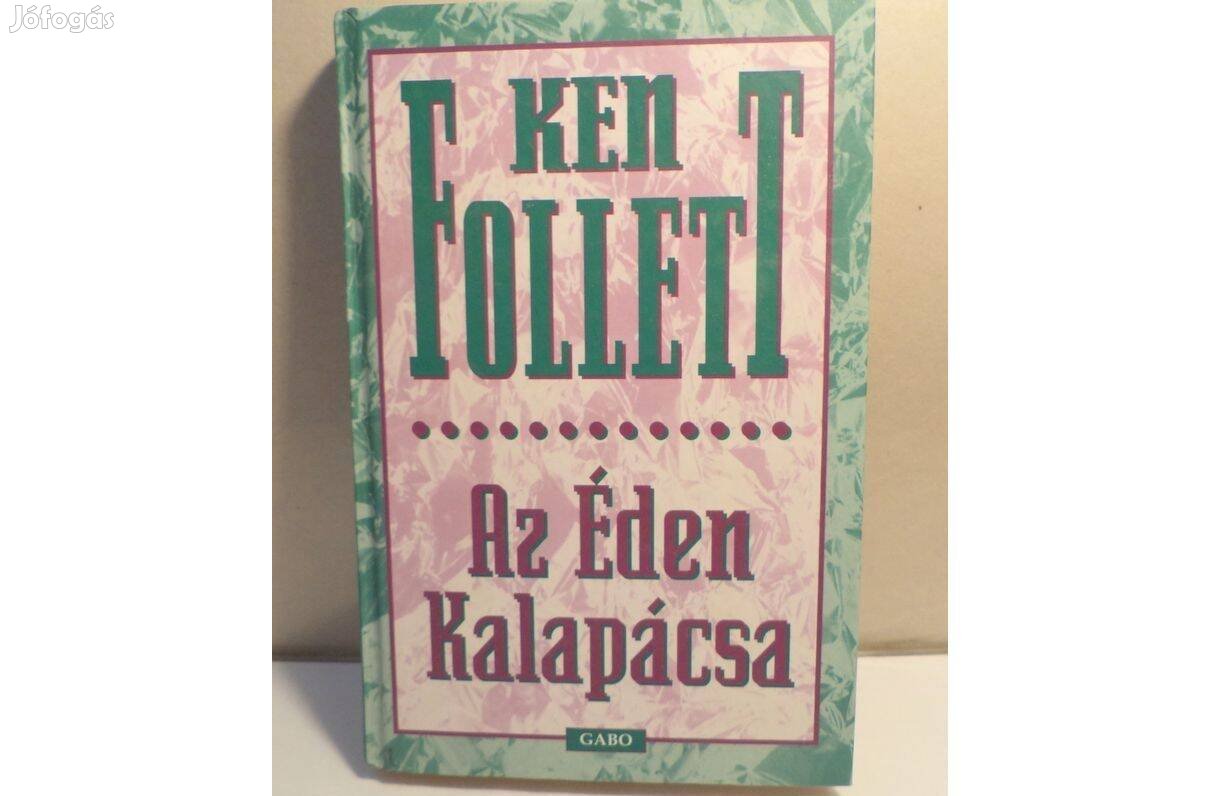 Jófogás
KEN
FOLLETT
Az Éden
Kalapácsa
GABO